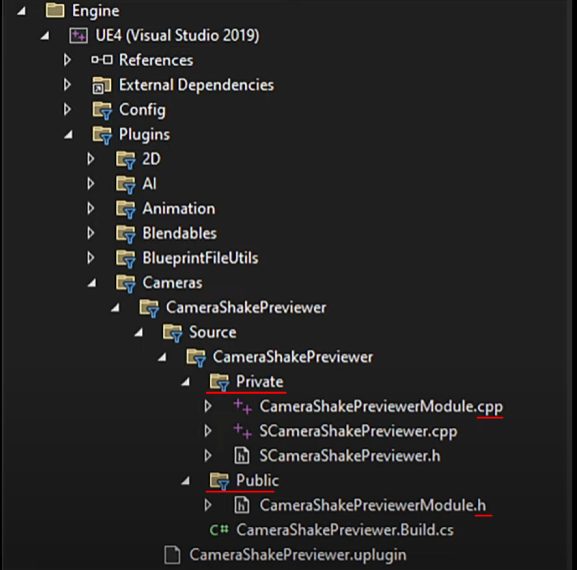 Engine
UE4 (Visual Studio 2019)
References
External Dependencies
Config
Plugins
2D
AI
Animation
Blendables
BlueprintFileUtils
Cameras
CameraShakePreviewer
Source
CameraShakePreviewer
Private
CameraShakePreviewerModule.cpp
SCameraShakePreviewer.cpp
SCameraShakePreviewer.h
Public
CameraShakePreviewerModule.h
C# CameraShakePreviewer.Build.cs
CameraShakePreviewer.uplugin